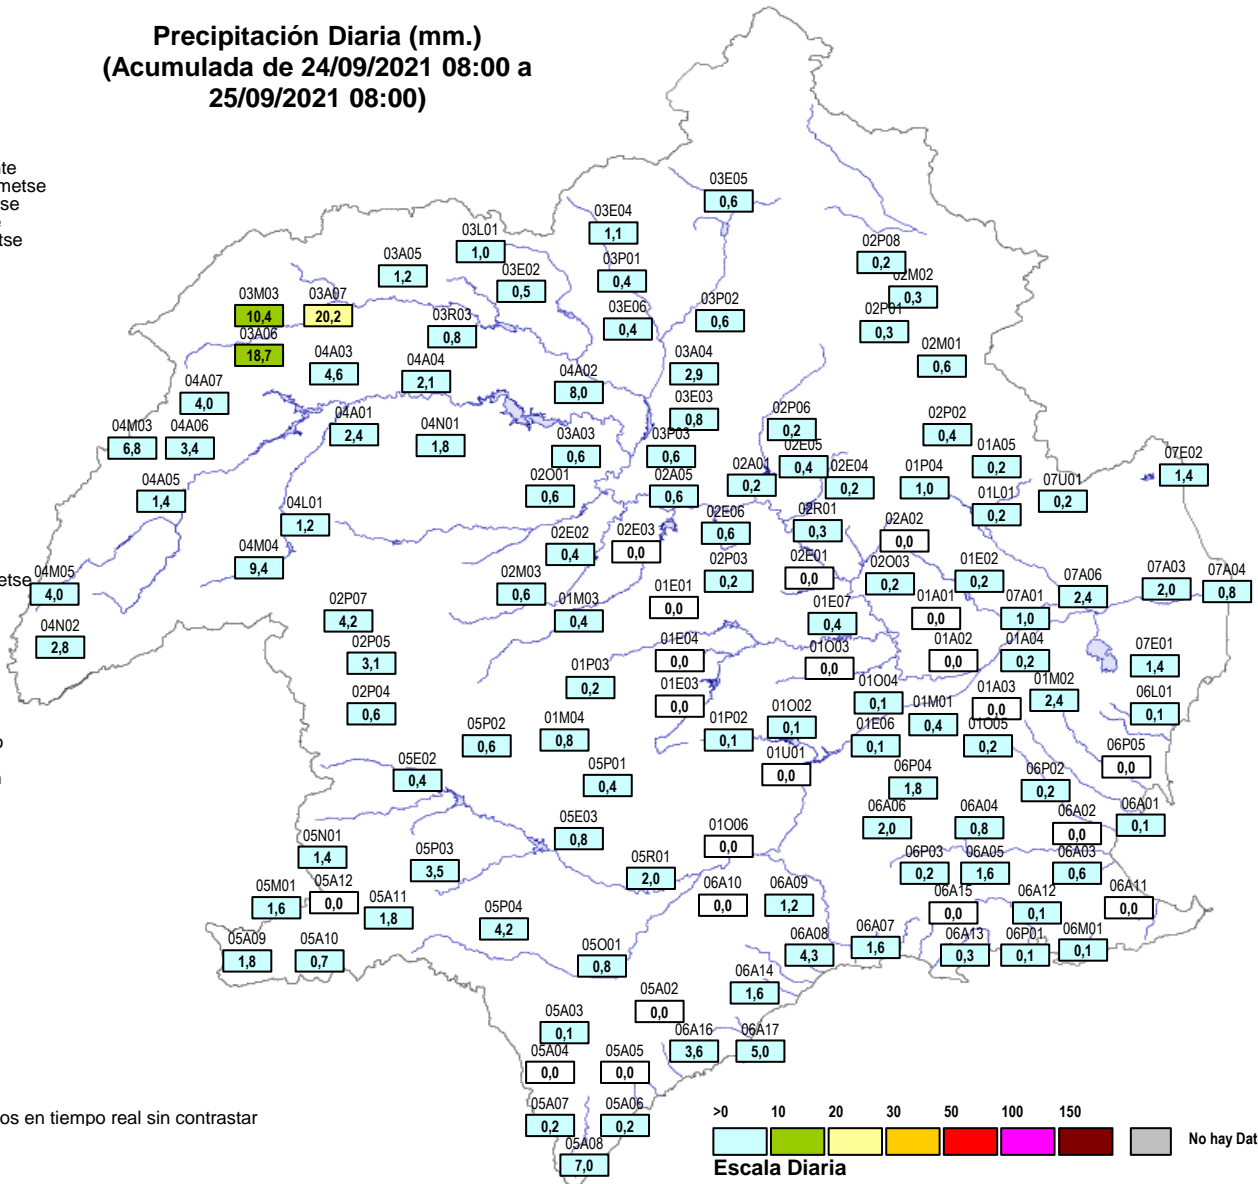 Precipitación Diaria (mm.)
(Acumulada de 24/09/2021 08:00 a
25/09/2021 08:00)
03E05
0,6
03E04
1,1
03L01
1,0
03A05
1,2
03P01
0,4
03E02
0,5
02P08
0,2
02M02
0,3
03M03
10,4
03A07
20,2
03P02
0,6
03E06
0,4
03R03
0,8
02P01
0,3
03A06
18,7
04A03
4,6
04A04
2,1
03A04
2,9
02M01
0,6
04A02
8,0
04A07
4,0
03E03
0,8
04A01
2,4
04N01
1,8
02P06
0,2
02P02
0,4
04M03
6,8
04A06
3,4
03A03
0,6
03P03
0,6
02E05
0,4
01A05
0,2
07E02
1,4
04A05
1,4
02O01
0,6
02A05
0,6
02A01
0,2
02E04
0,2
01P04
1,0
07U01
0,2
01L01
0,2
04L01
1,2
02E06
0,6
02R01
0,3
02A02
0,0
02E02
0,4
02E03
0,0
04M04
9,4
02P03
0,2
02E01
0,0
02O03
0,2
01E02
0,2
07A06
2,4
07A03
2,0
07A04
0,8
04M05
4,0
02M03
0,6
01E01
0,0
01M03
0,4
02P07
4,2
01E07
0,4
01A01
0,0
07A01
1,0
04N02
2,8
02P05
3,1
01E04
0,0
01O03
0,0
01A02
0,0
01A04
0,2
07E01
1,4
01P03
0,2
01E03
0,0
01O04
0,1
01A03
0,0
01M02
2,4
06L01
0,1
02P04
0,6
05P02
0,6
01M04
0,8
01P02
0,1
01O02
0,1
01E06
0,1
01M01
0,4
01O05
0,2
06P05
0,0
05E02
0,4
05P01
0,4
01U01
0,0
06P04
1,8
06P02
0,2
05E03
0,8
01O06
0,0
06A06
2,0
06A04
0,8
06A02
0,0
06A01
0,1
05N01
1,4
05P03
3,5
05R01
2,0
06P03
0,2
06A05
1,6
06A03
0,6
05M01
1,6
05A12
0,0
05A11
1,8
06A10
0,0
06A09
1,2
06A15
0,0
06A12
0,1
06A11
0,0
05P04
4,2
05A09
1,8
05A10
0,7
05O01
0,8
06A08
4,3
06A07
1,6
06A13
0,3
06P01
0,1
06M01
0,1
06A14
1,6
05A02
0,0
05A03
0,1
06A16
3,6
06A17
5,0
05A04
0,0
05A05
0,0
05A07
0,2
05A06
0,2
05A08
7,0
os en tiempo real sin contrastar
>0 10 20 30 50 100 150
No hay Dat
Escala Diaria